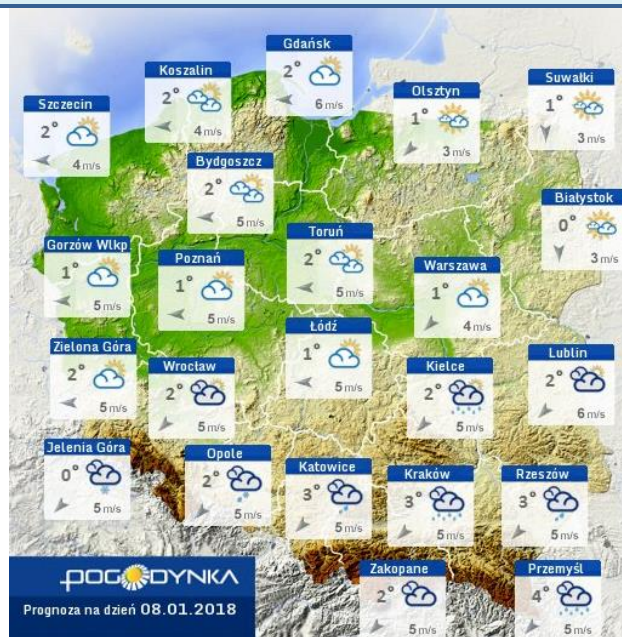 Gdańsk
2°
6 m/s
Koszalin
2°
4 m/s
Suwałki
1°
3 m/s
Olsztyn
1°
3 m/s
Szczecin
2°
4 m/s
Bydgoszcz
2°
5 m/s
Białystok
0°
3 m/s
Toruń
2°
5 m/s
Gorzów Wlkp
1°
5 m/s
Poznań
1°
5 m/s
Warszawa
1°
4 m/s
Łódź
1°
5 m/s
Zielona Góra
2°
5 m/s
Wrocław
2°
5 m/s
Kielce
2°
5 m/s
Lublin
2°
6 m/s
Jelenia Góra
0°
5 m/s
Opole
2°
5 m/s
Katowice
3°
5 m/s
Kraków
3°
5 m/s
Rzeszów
3°
5 m/s
Zakopane
2°
5 m/s
Przemyśl
4°
5 m/s
POGODYNKA
Prognoza na dzień 08.01.2018